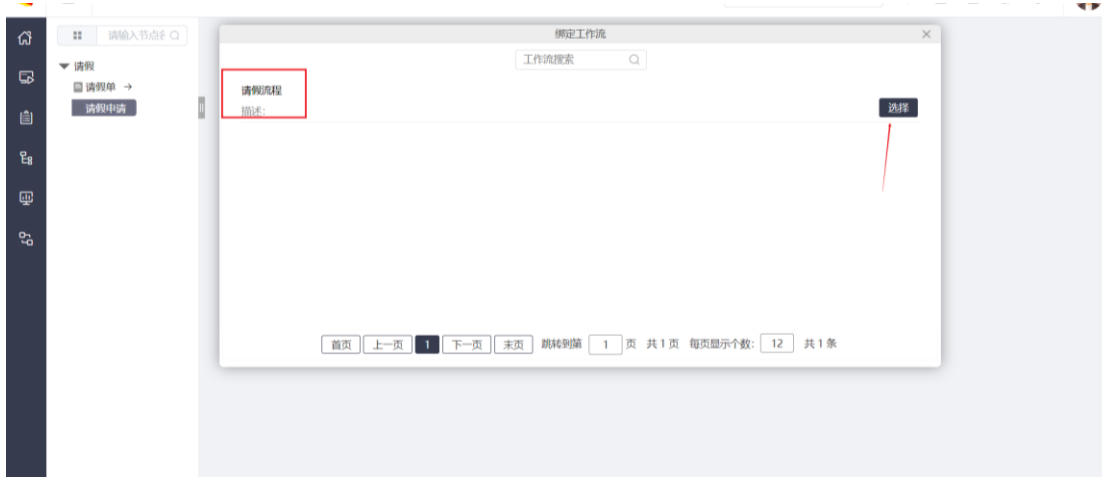 请输入节点名
请假
请假单 →
请假申请
绑定工作流
工作流搜索
请假流程
描述:
选择
首页 上一页 1 下一页 末页 跳转到第 1 页 共 1 页 每页显示个数: 12 共 1 条